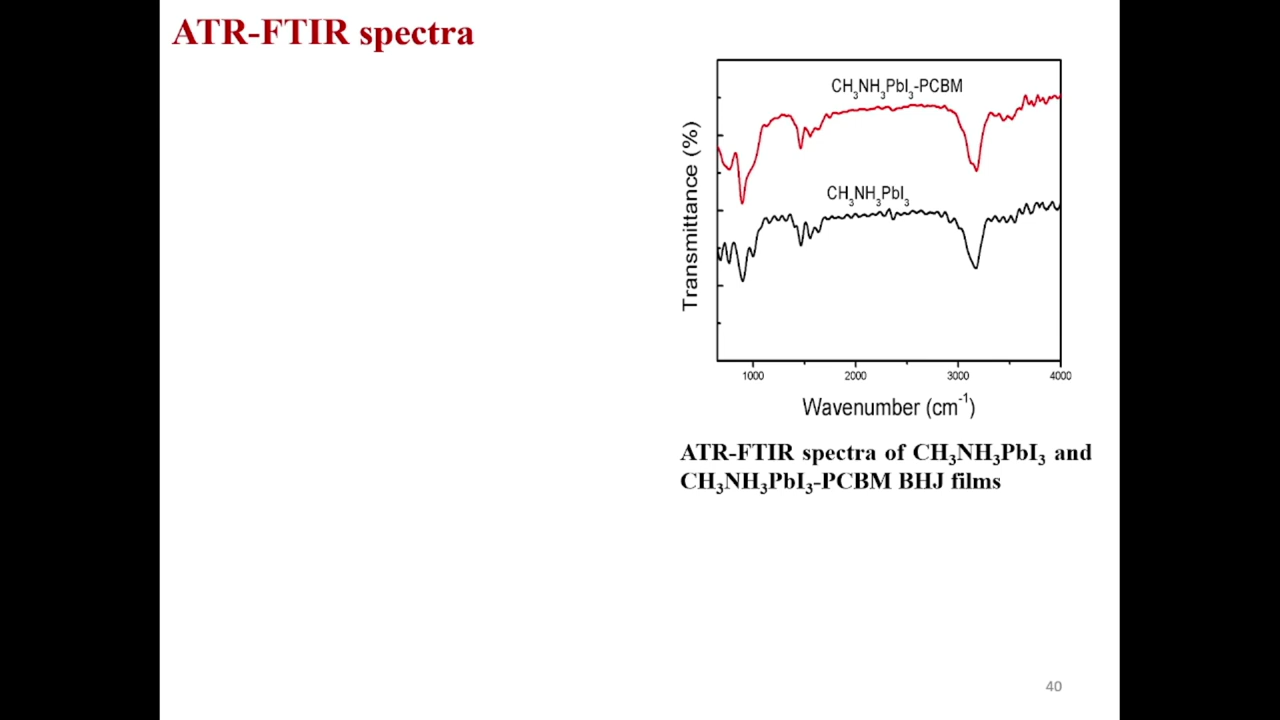 ATR-FTIR spectra
CH₃NH₃PbI₃-PCBM
CH₃NH₃PbI₃
Transmittance (%)
1000 2000 3000 4000
Wavenumber (cm⁻¹)
ATR-FTIR spectra of CH₃NH₃PbI₃ and
CH₃NH₃PbI₃-PCBM BHJ films
40